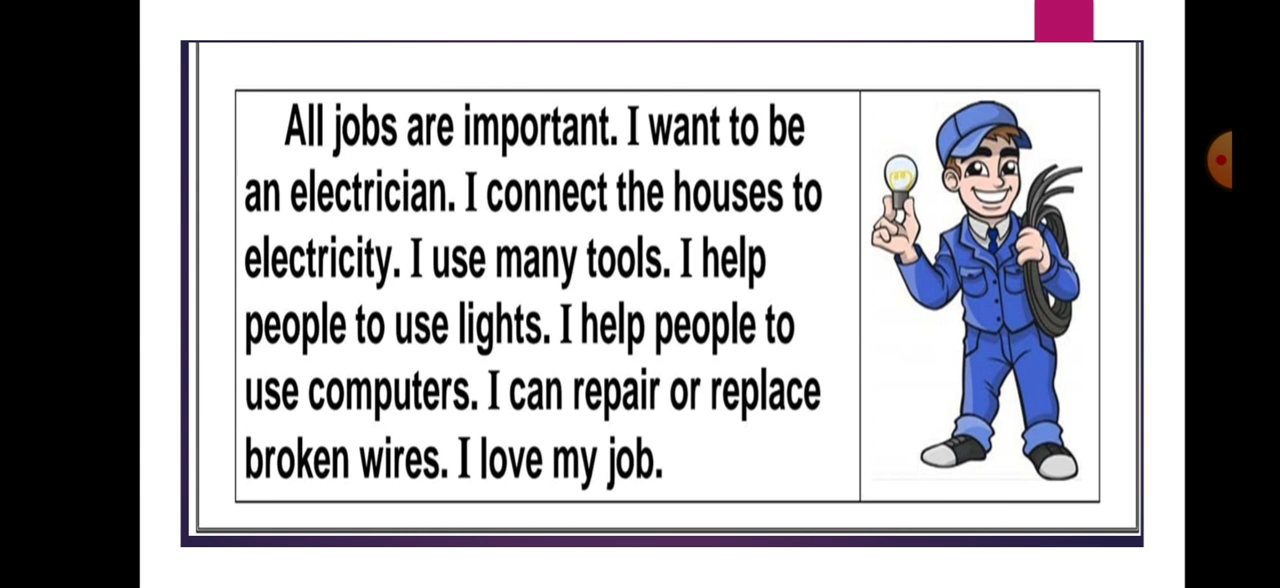 All jobs are important. I want to be
an electrician. I connect the houses to
electricity. I use many tools. I help
people to use lights. I help people to
use computers. I can repair or replace
broken wires. I love my job.